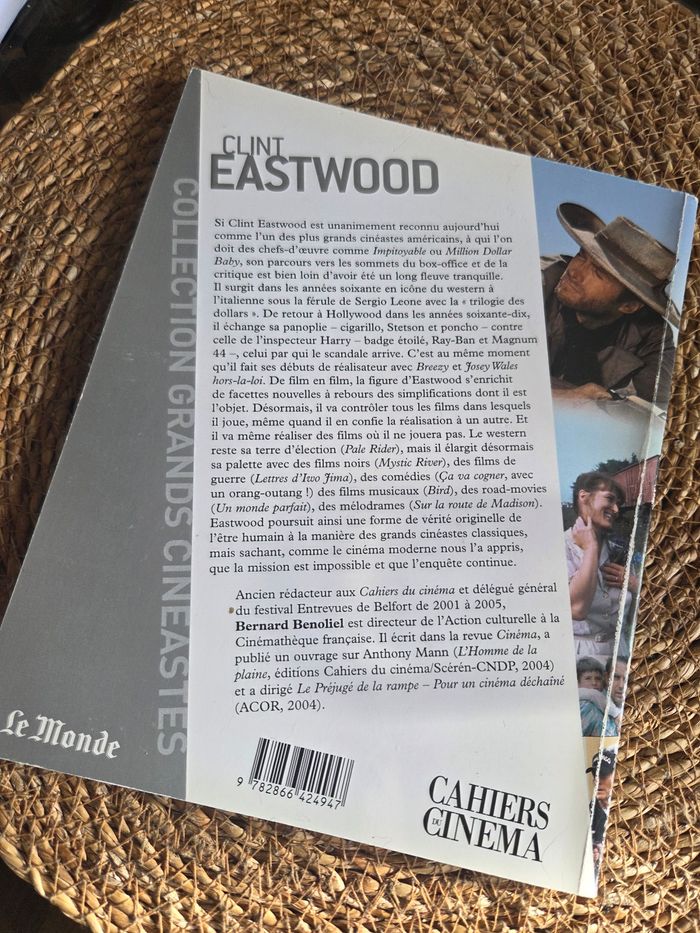 CLINT
EASTWOOD
Si Clint Eastwood est unanimement reconnu aujourd'hui
comme l'un des plus grands cinéastes américains, à qui l'on
doit des chefs-d'œuvre comme Impitoyable ou Million Dollar
Baby, son parcours vers les sommets du box-office et de la
critique est bien loin d'avoir été un long fleuve tranquille.
Il surgit dans les années soixante en icône du western à
l'italienne sous la férule de Sergio Leone avec la « trilogie des
dollars ». De retour à Hollywood dans les années soixante-dix,
il échange sa panoplie – cigarillo, Stetson et poncho – contre
celle de l'inspecteur Harry – badge étoilé, Ray-Ban et Magnum
44 –, celui par qui le scandale arrive. C'est au même moment
qu'il fait ses débuts de réalisateur avec Breezy et Josey Wales
hors-la-loi. De film en film, la figure d'Eastwood s'enrichit
de facettes nouvelles à rebours des simplifications dont il est
l'objet. Désormais, il va contrôler tous les films dans lesquels
il joue, même quand il en confie la réalisation à un autre. Et
il va même réaliser des films où il ne jouera pas. Le western
reste sa terre d'élection (Pale Rider), mais il élargit désormais
sa palette avec des films noirs (Mystic River), des films de
guerre (Lettres d'Iwo Jima), des comédies (Ça va cogner, avec
un orang-outang !) des films musicaux (Bird), des road-movies
(Un monde parfait), des mélodrames (Sur la route de Madison).
Eastwood poursuit ainsi une forme de vérité originelle de
l'être humain à la manière des grands cinéastes classiques,
mais sachant, comme le cinéma moderne nous l'a appris,
que la mission est impossible et que l'enquête continue.
Ancien rédacteur aux Cahiers du cinéma et délégué général
du festival Entrevues de Belfort de 2001 à 2005,
Bernard Benoliel est directeur de l'Action culturelle à la
Cinémathèque française. Il écrit dans la revue Cinéma, a
publié un ouvrage sur Anthony Mann (L'Homme de la
plaine, éditions Cahiers du cinéma/Scérén-CNDP, 2004)
et a dirigé Le Préjugé de la rampe – Pour un cinéma déchaîné
(ACOR, 2004).
COLLECTION GRANDS CINEASTES
Le Monde
9 782866 424947
CAHIERS
DU
CINEMA